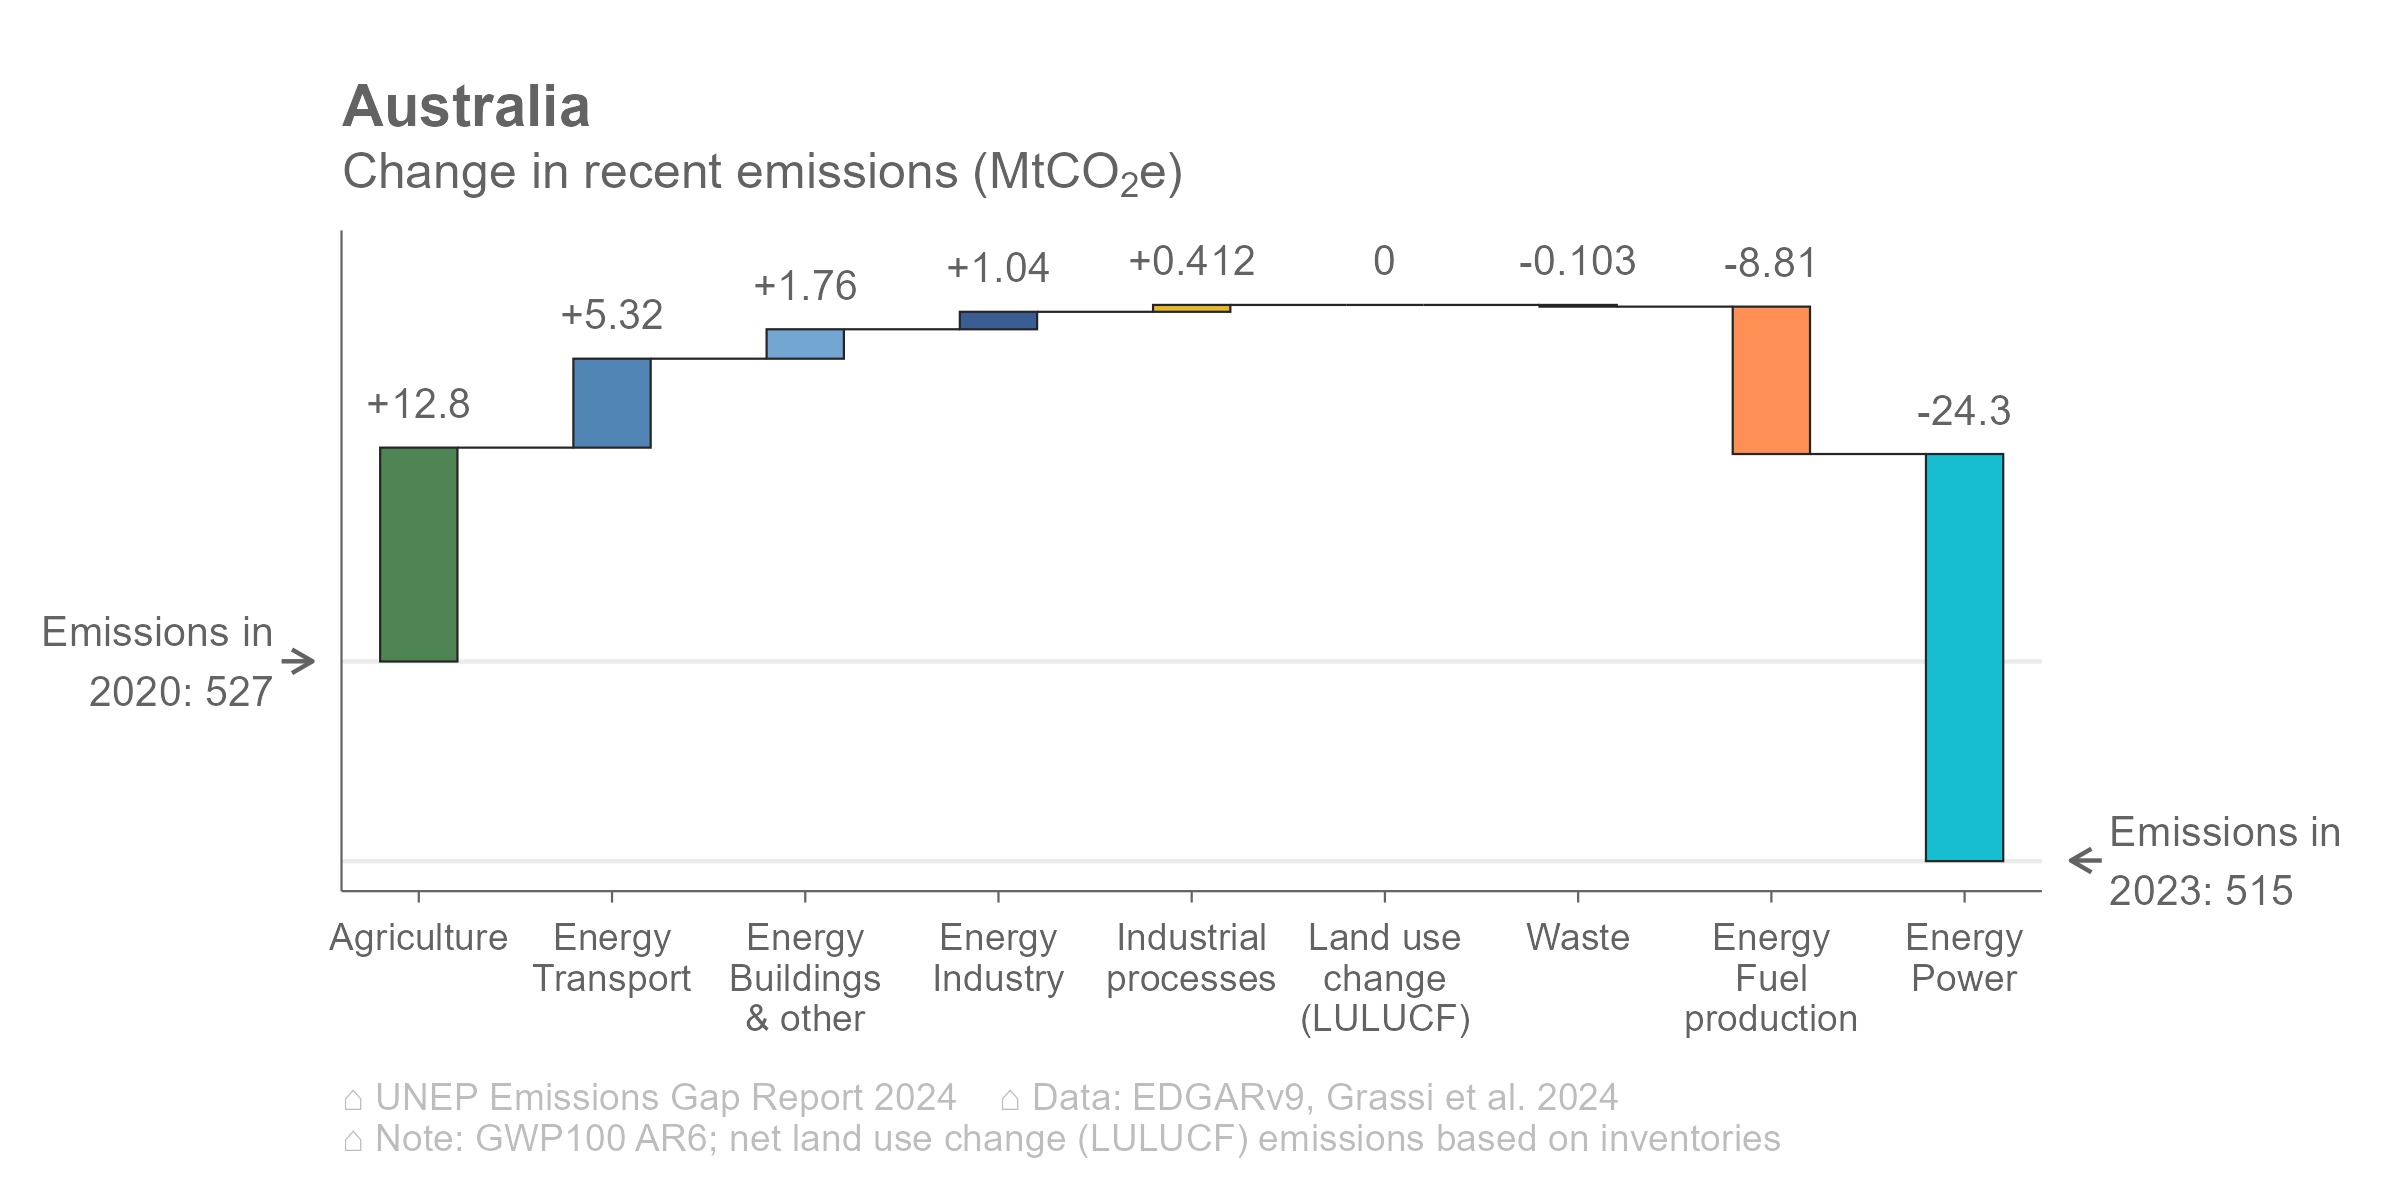 Australia
Change in recent emissions (MtCO₂e)
+12.8
+5.32
+1.76
+1.04
+0.412
0
-0.103
-8.81
-24.3
Emissions in
2020: 527
Emissions in
2023: 515
Agriculture
Energy
Transport
Energy
Buildings
& other
Energy
Industry
Industrial
processes
Land use
change
(LULUCF)
Waste
Energy
Fuel
production
Energy
Power
⌂ UNEP Emissions Gap Report 2024 ⌂ Data: EDGARv9, Grassi et al. 2024
⌂ Note: GWP100 AR6; net land use change (LULUCF) emissions based on inventories